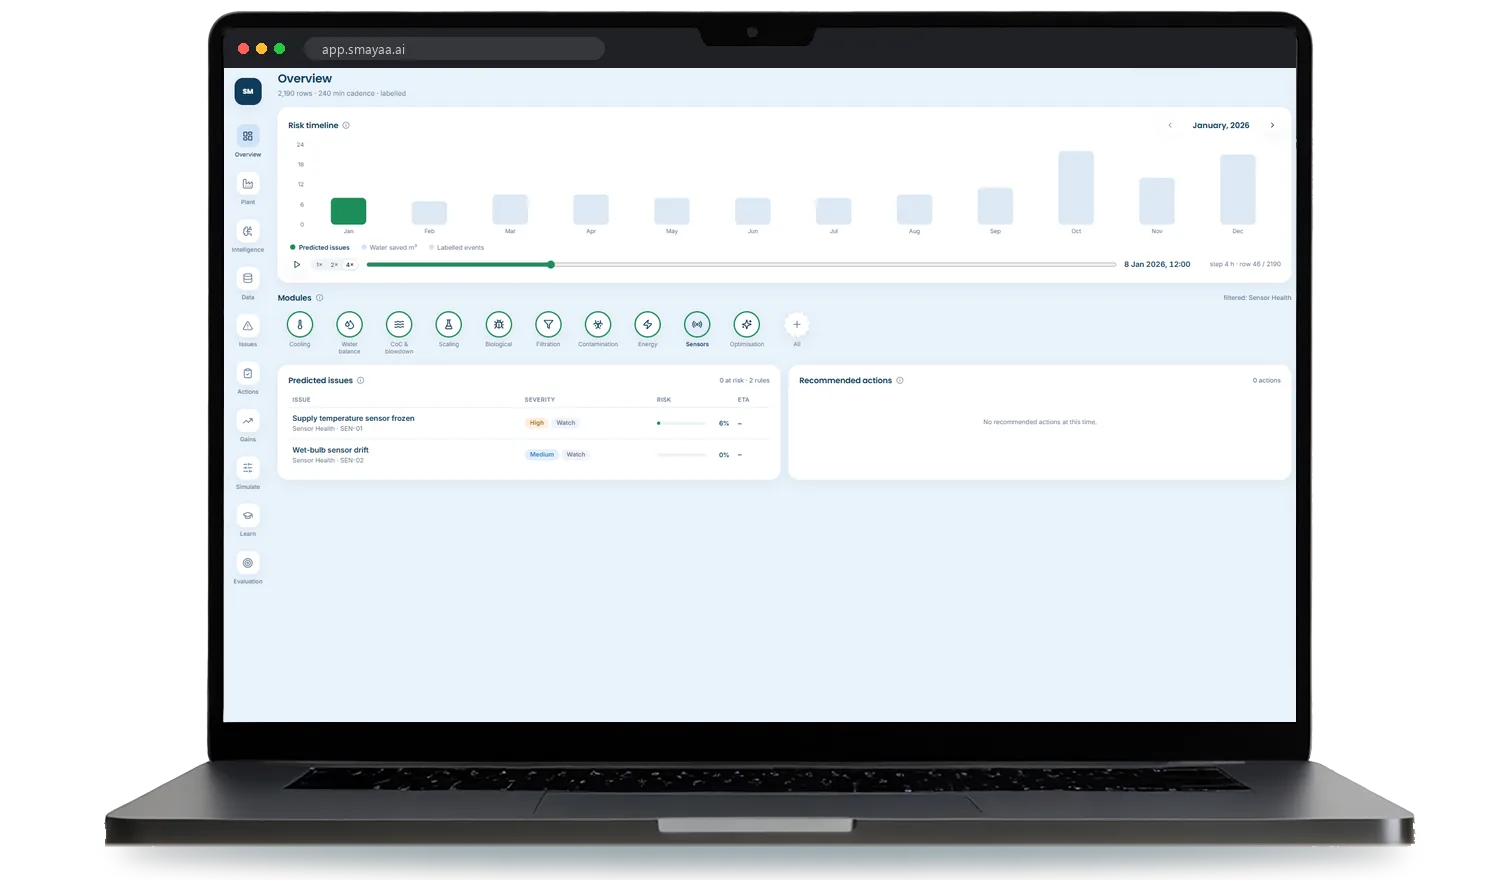 app.smayaa.ai
SM
Overview
2,190 rows · 240 min cadence · labelled
Overview
Plant
Intelligence
Data
Issues
Actions
Gains
Simulate
Learn
Evaluation
Risk timeline
January, 2026
24
18
12
6
0
Jan Feb Mar Apr May Jun Jul Aug Sep Oct Nov Dec
Predicted issues Water saved m³ Labelled events
1× 2× 4× 8 Jan 2026, 12:00 step 4 h · row 46 / 2190
Modules
filtered: Sensor Health
Cooling
Water
balance
CoC &
blowdown
Scaling
Biological
Filtration
Contamination
Energy
Sensors
Optimisation
All
Predicted issues
0 at risk · 2 rules
ISSUE SEVERITY RISK ETA
Supply temperature sensor frozen
Sensor Health · SEN-01
High Watch 6% –
Wet-bulb sensor drift
Sensor Health · SEN-02
Medium Watch 0% –
Recommended actions
0 actions
No recommended actions at this time.